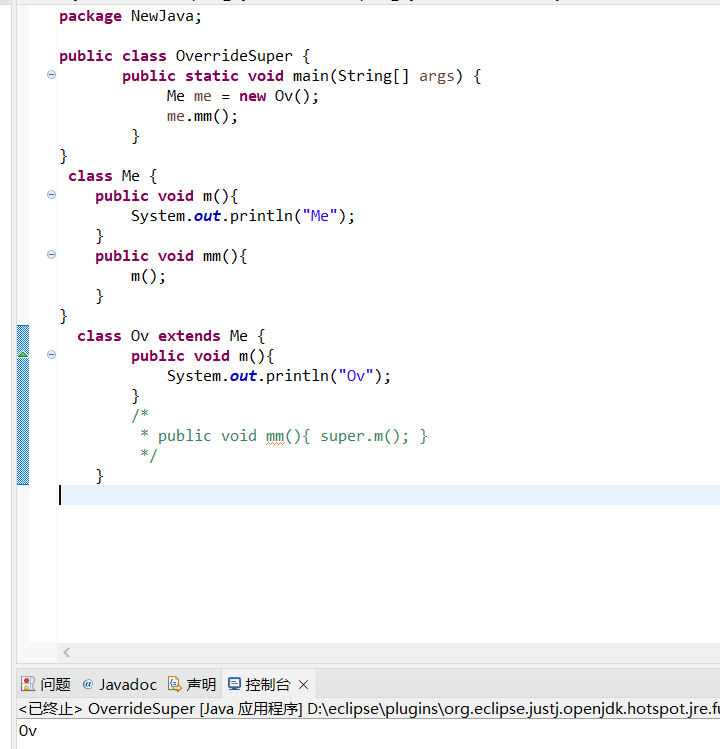 package NewJava;
public class OverrideSuper {
public static void main(String[] args) {
Me me = new Ov();
me.mm();
}
}
class Me {
public void m(){
System.out.println("Me");
}
public void mm(){
m();
}
}
class Ov extends Me {
public void m(){
System.out.println("Ov");
}
/*
* public void mm(){ super.m(); }
*/
}
问题 @ Javadoc 声明 控制台
<已终止> OverrideSuper [Java 应用程序] D:\eclipse\plugins\org.eclipse.justj.openjdk.hotspot.jre.fu
Ov